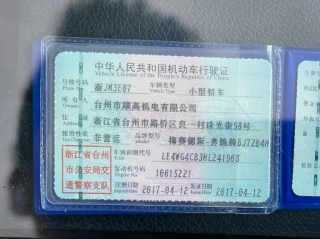 中华人民共和国机动车行驶证
Vehicle License of the People's Republic of China
号牌号码 浙JM3E07 车辆类型 小型轿车
Plate No. Vehicle Type
所有人 台州市顺高机电有限公司
Owner
住址 浙江省台州市路桥区良一村珠光街98号
Address
使用性质 非营运 品牌型号 梅赛德斯-奔驰牌BJ7204H
Use Character Model
浙江省台州市公安局交通警察支队
车辆识别代号 LE4WG4CB3HL241968
VIN
发动机号码 10615221
Engine No.
注册日期 2017-04-12 发证日期 2017-04-12
Register Date Issue Date